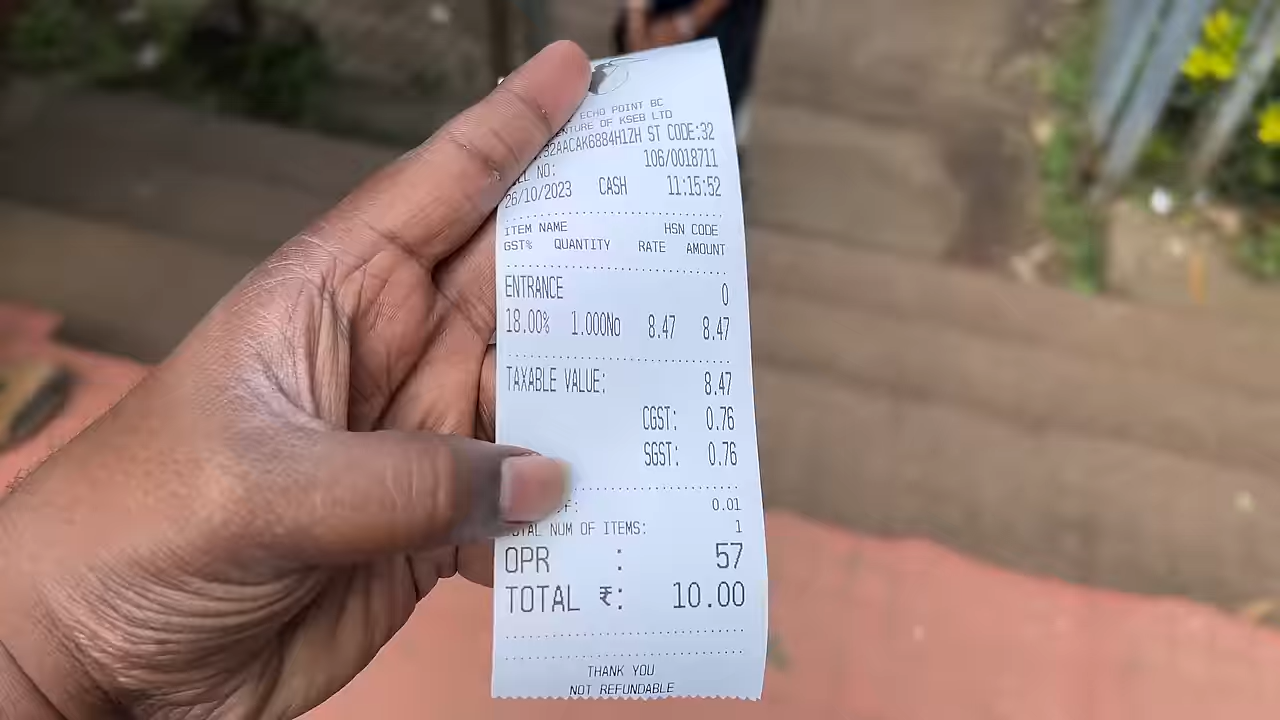 ECHO POINT BC
VENTURE OF KSEB LTD
32AACAK6884H1ZH ST CODE:32
BILL NO: 106/0018711
26/10/2023 CASH 11:15:52
ITEM NAME HSN CODE
GST% QUANTITY RATE AMOUNT
ENTRANCE 0
18.00% 1.000No 8.47 8.47
TAXABLE VALUE: 8.47
CGST: 0.76
SGST: 0.76
F: 0.01
TOTAL NUM OF ITEMS: 1
OPR : 57
TOTAL ₹: 10.00
THANK YOU
NOT REFUNDABLE